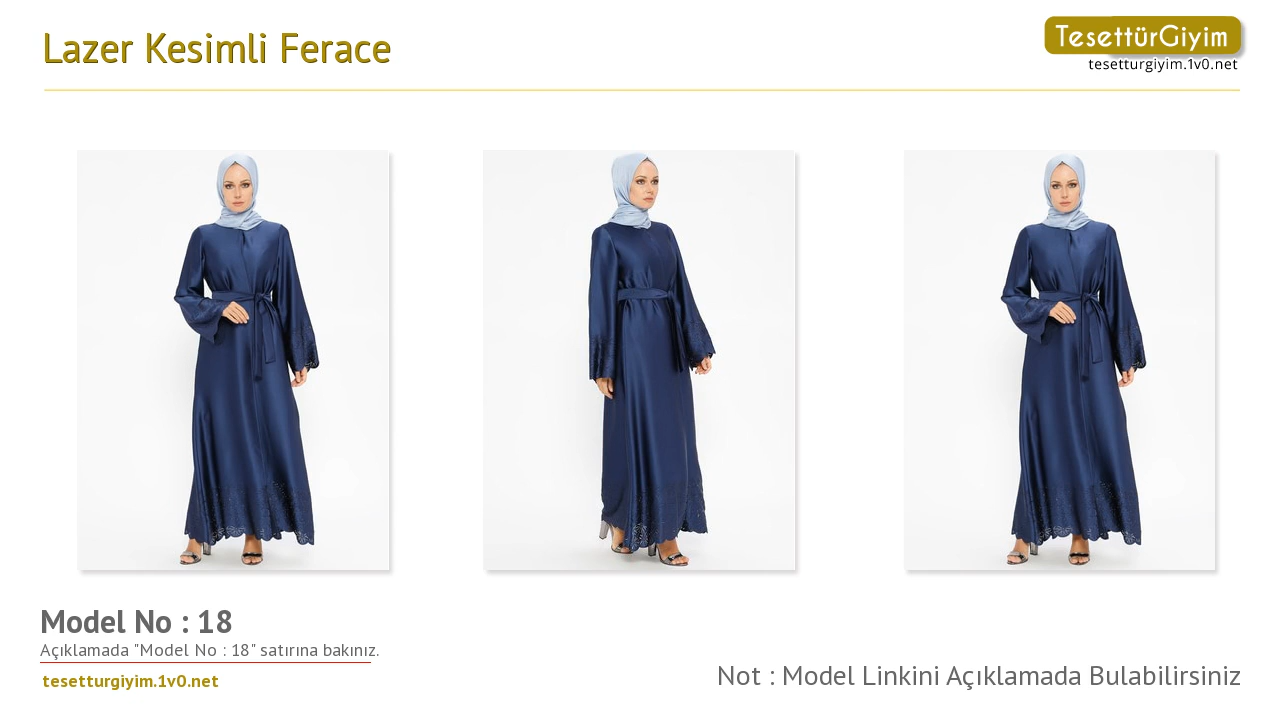 Lazer Kesimli Ferace
TesettürGiyim
tesetturgiyim.1v0.net
Model No : 18
Açıklamada "Model No : 18" satırına bakınız.
tesetturgiyim.1v0.net
Not : Model Linkini Açıklamada Bulabilirsiniz